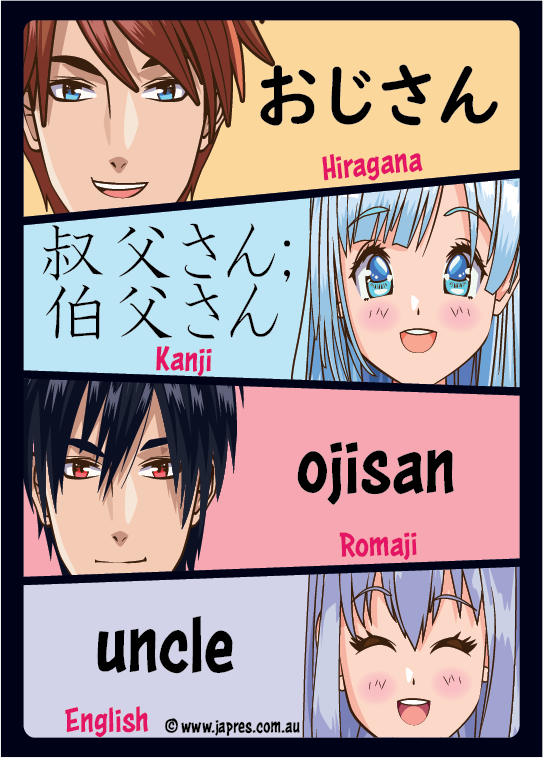 おじさん
Hiragana
叔父さん;
伯父さん
Kanji
ojisan
Romaji
uncle
English © www.japres.com.au